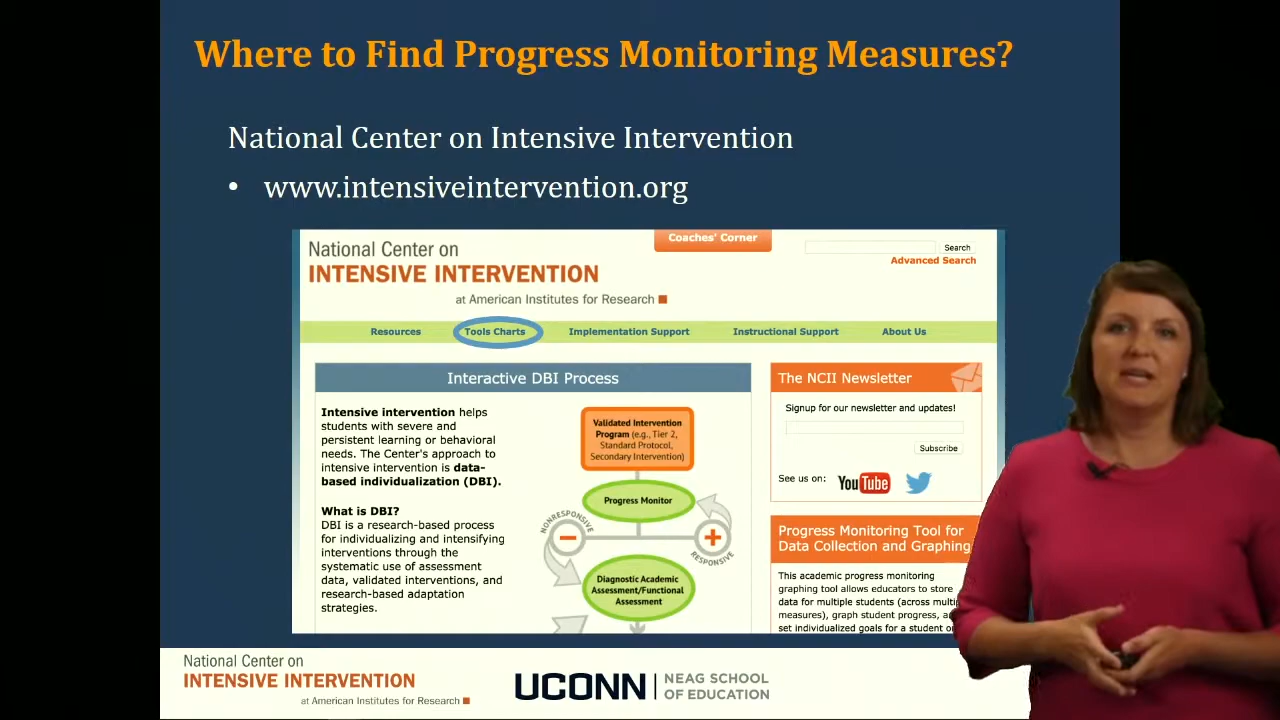 Where to Find Progress Monitoring Measures?
National Center on Intensive Intervention
• www.intensiveintervention.org
National Center on
INTENSIVE INTERVENTION
at American Institutes for Research
Coaches' Corner
Search
Advanced Search
Resources
Tools Charts
Implementation Support
Instructional Support
About Us
Interactive DBI Process
Intensive intervention helps
students with severe and
persistent learning or behavioral
needs. The Center's approach to
intensive intervention is data-
based individualization (DBI).
What is DBI?
DBI is a research-based process
for individualizing and intensifying
interventions through the
systematic use of assessment
data, validated interventions, and
research-based adaptation
strategies.
Validated Intervention
Program (e.g., Tier 2,
Standard Protocol,
Secondary Intervention)
Progress Monitor
NONRESPONSIVE
RESPONSIVE
Diagnostic Academic
Assessment/Functional
Assessment
The NCII Newsletter
Signup for our newsletter and updates!
Subscribe
See us on:
YouTube
Progress Monitoring Tool for
Data Collection and Graphing
This academic progress monitoring
graphing tool allows educators to store
data for multiple students (across
measures), graph student progress,
set individualized goals for a student
National Center on
INTENSIVE INTERVENTION
at American Institutes for Research
UCONN
NEAG SCHOOL
OF EDUCATION